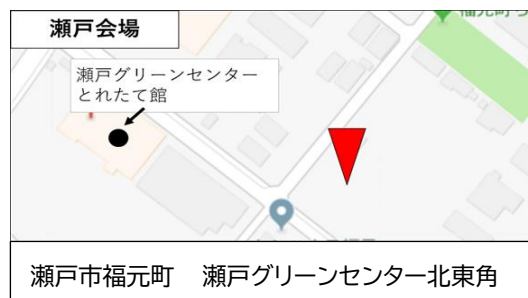 瀬戸会場
瀬戸グリーンセンター
とれたて館
瀬戸市福元町　瀬戸グリーンセンター北東角